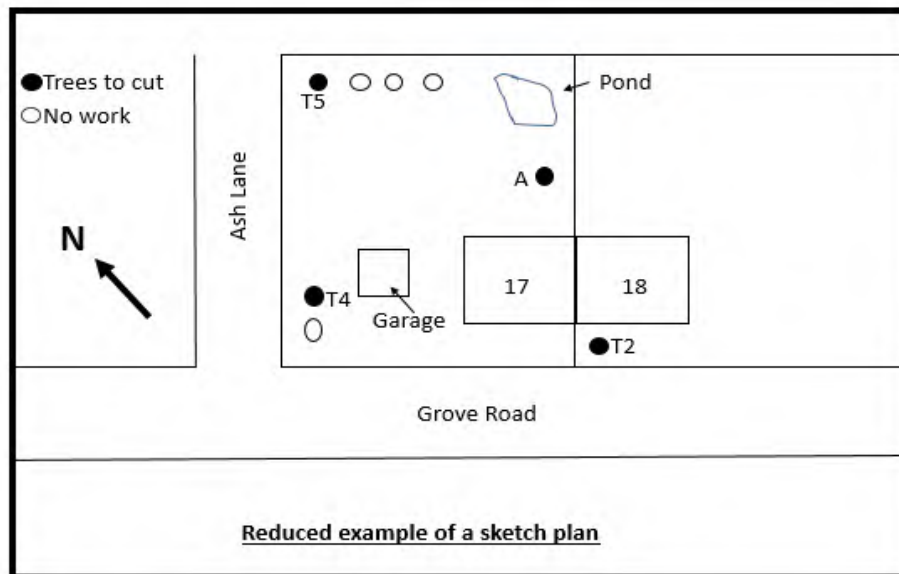 Trees to cut
No work
N
Ash Lane
T5
Pond
A
17
18
T4
Garage
T2
Grove Road
Reduced example of a sketch plan